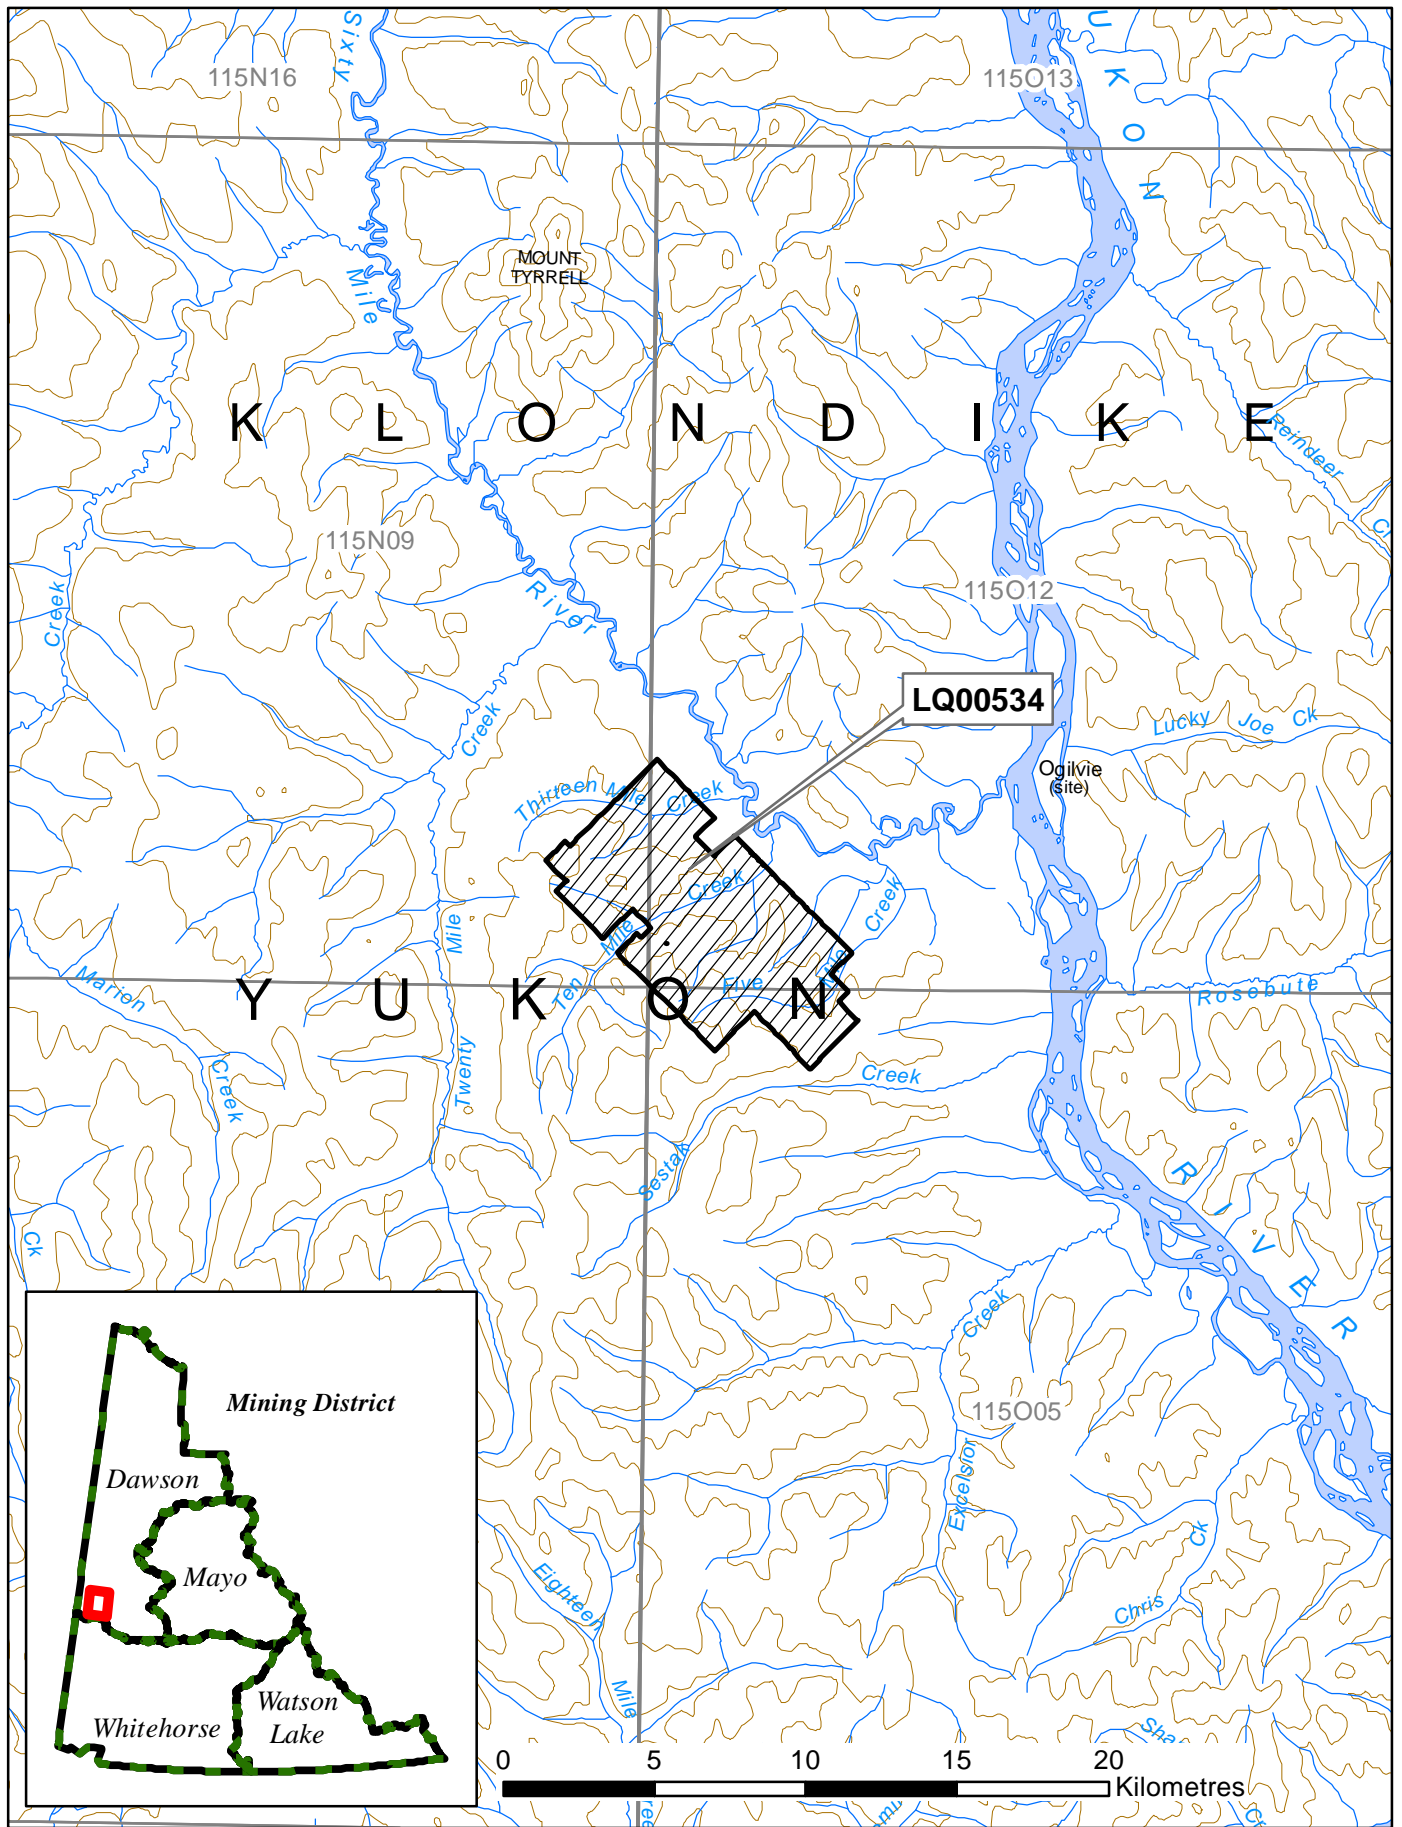 Sixty
115N16
115O13
U K O N
MOUNT
TYRRELL
Mile
K L O N D I K E
Reindeer
115N09
115O12
Creek
River
LQ00534
Creek
Lucky Joe Ck
Ogilvie
(site)
Thirteen Mile Creek
Creek
Creek
Mile
Mile
Mile
Marion
Ten
Five
Rosebute
Y U K O N
Creek
Twenty
Creek
Sestak
R I V E R
Ck
Creek
Mining District
115O05
Dawson
Excelsior
Ck
Mayo
Eighteen
Chris
Mile
Watson
Lake
Whitehorse
Sha
0 5 10 15 20
Kilometres